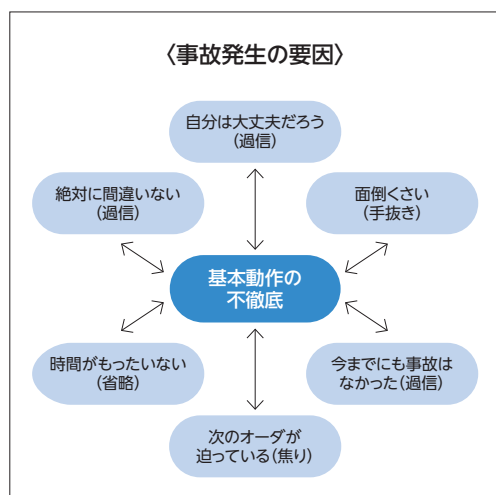 〈事故発生の要因〉
自分は大丈夫だろう
(過信)
絶対に間違いない
(過信)
面倒くさい
(手抜き)
基本動作の
不徹底
時間がもったいない
(省略)
今までにも事故は
なかった(過信)
次のオーダが
迫っている(焦り)